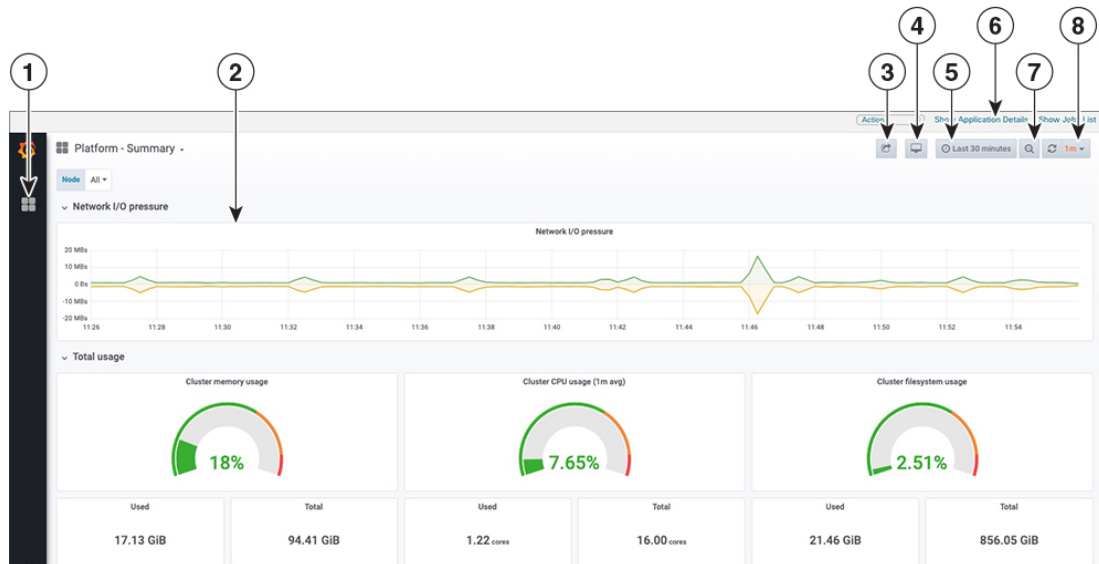 4 6 8
1 2 3 5 7
Action Show Application Details Show Job List
Platform - Summary
Last 30 minutes 1m
Node All
Network I/O pressure
Network I/O pressure
20 MBs
10 MBs
0 Bs
-10 MBs
-20 MBs
11:26 11:28 11:30 11:32 11:34 11:36 11:38 11:40 11:42 11:44 11:46 11:48 11:50 11:52 11:54
Total usage
Cluster memory usage Cluster CPU usage (1m avg) Cluster filesystem usage
18% 7.65% 2.51%
Used Total Used Total Used Total
17.13 GiB 94.41 GiB 1.22 cores 16.00 cores 21.46 GiB 856.05 GiB